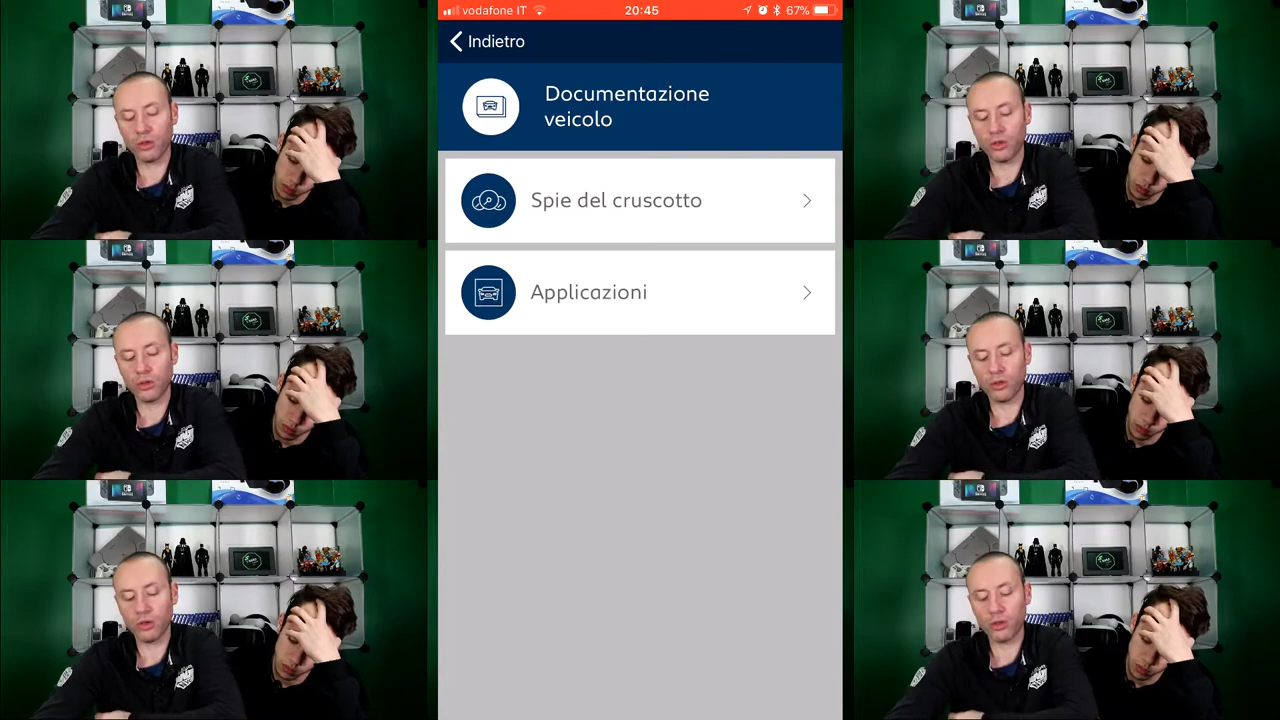 vodafone IT
20:45
67%
Indietro
Documentazione
veicolo
Spie del cruscotto
Applicazioni